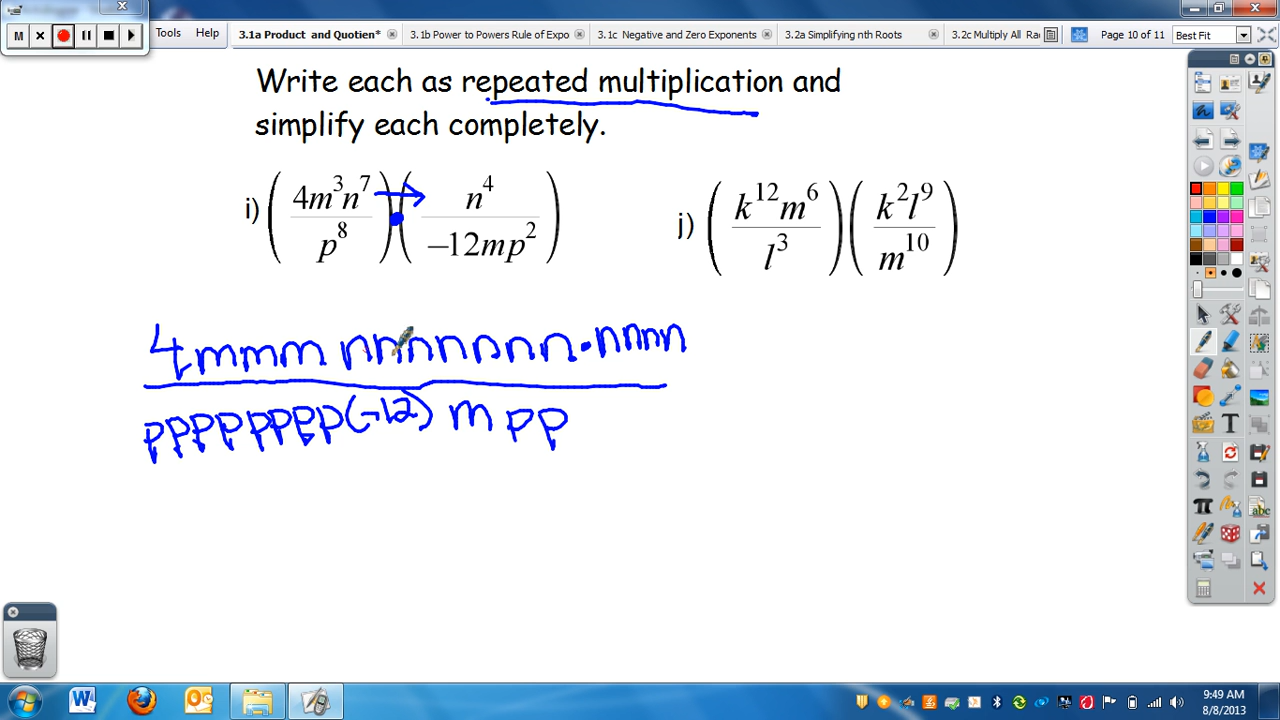 Tools Help 3.1a Product and Quotien* 3.1b Power to Powers Rule of Expo 3.1c Negative and Zero Exponents 3.2a Simplifying nth Roots 3.2c Multiply All Rad Page 10 of 11 Best Fit
Write each as repeated multiplication and
simplify each completely.
i) (4m³n⁷/p⁸)·(n⁴/−12mp²) j) (k¹²m⁶/l³)(k²l⁹/m¹⁰)
4mmm nnnnnnn·nnnn
pppppppp(-12) m pp
9:49 AM
8/8/2013